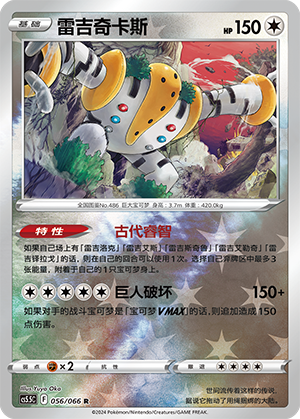 基础 雷吉奇卡斯 HP 150
全国图鉴No.486 巨大宝可梦 身高：3.7m 体重：420.0kg
特性 古代睿智
如果自己场上有「雷吉洛克」「雷吉艾斯」「雷吉斯奇鲁」「雷吉艾勒奇」「雷
吉铎拉戈」的话，则在自己的回合可以使用1次。选择自己弃牌区中最多3
张能量，附着于自己的1只宝可梦身上。
巨人破坏 150+
如果对手的战斗宝可梦是「宝可梦VMAX」的话，则追加造成150
点伤害。
弱点 ×2 抵抗力 撤退
Illus. Yuya Oka
CS5.5C F 056/066 R
世间流传着这样的传说，
据说它拖动了用绳捆绑的大陆。
©2024 Pokémon/Nintendo/Creatures/GAME FREAK.